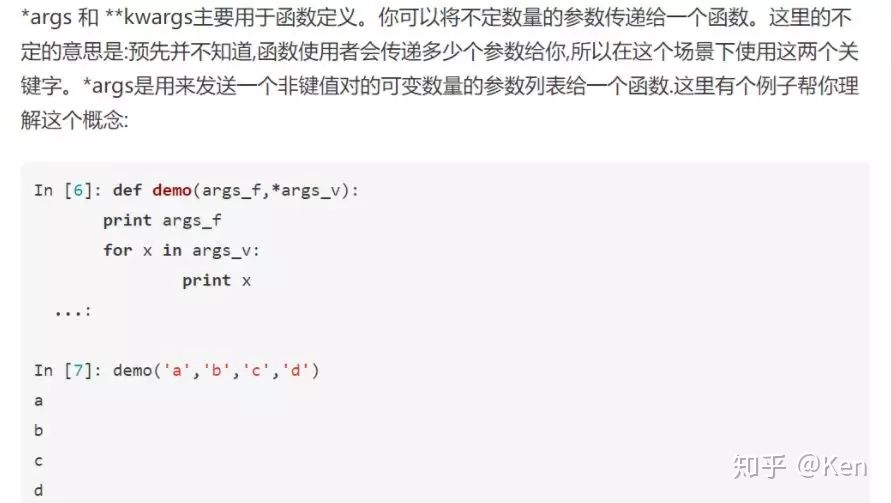 *args 和 **kwargs主要用于函数定义。你可以将不定数量的参数传递给一个函数。这里的不
定的意思是:预先并不知道,函数使用者会传递多少个参数给你,所以在这个场景下使用这两个关
键字。*args是用来发送一个非键值对的可变数量的参数列表给一个函数.这里有个例子帮你理
解这个概念:
In [6]: def demo(args_f,*args_v):
print args_f
for x in args_v:
print x
...:
In [7]: demo('a','b','c','d')
a
b
c
d
知乎 @Ken